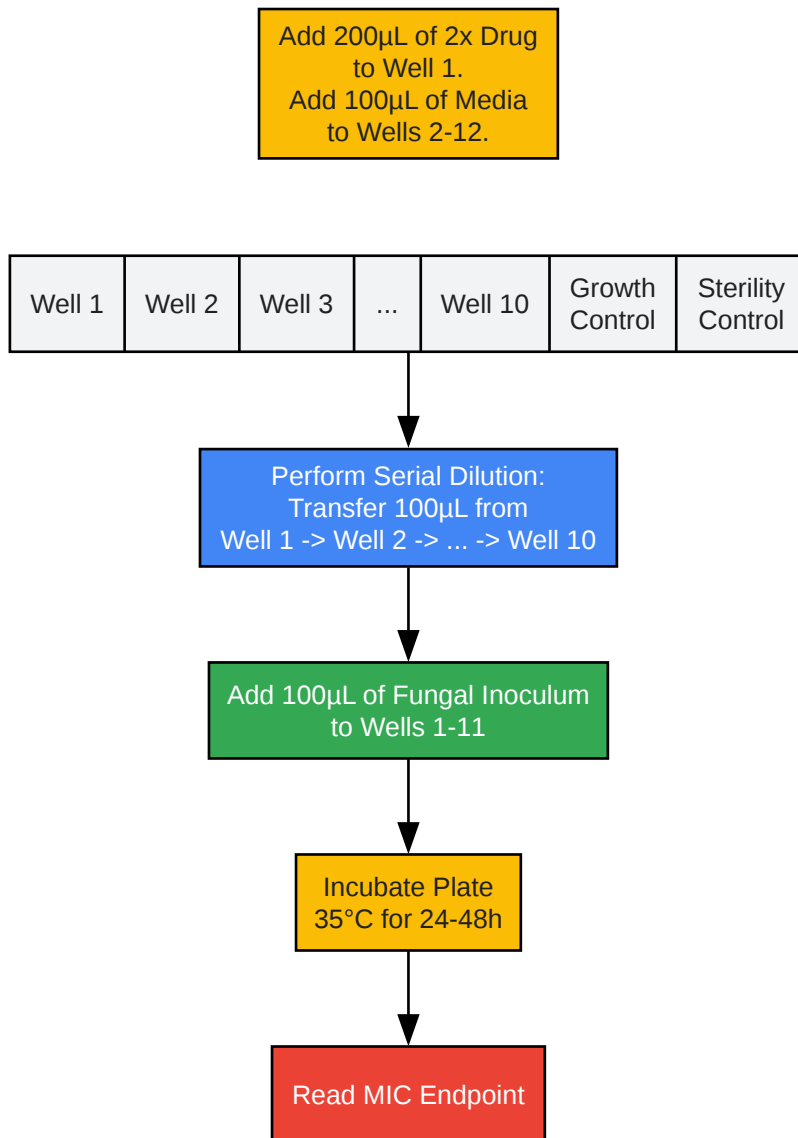 Add 200µL of 2x Drug
to Well 1.
Add 100µL of Media
to Wells 2-12.
Well 1
Well 2
Well 3
...
Well 10
Growth
Control
Sterility
Control
Perform Serial Dilution:
Transfer 100µL from
Well 1 -> Well 2 -> ... -> Well 10
Add 100µL of Fungal Inoculum
to Wells 1-11
Incubate Plate
35°C for 24-48h
Read MIC Endpoint